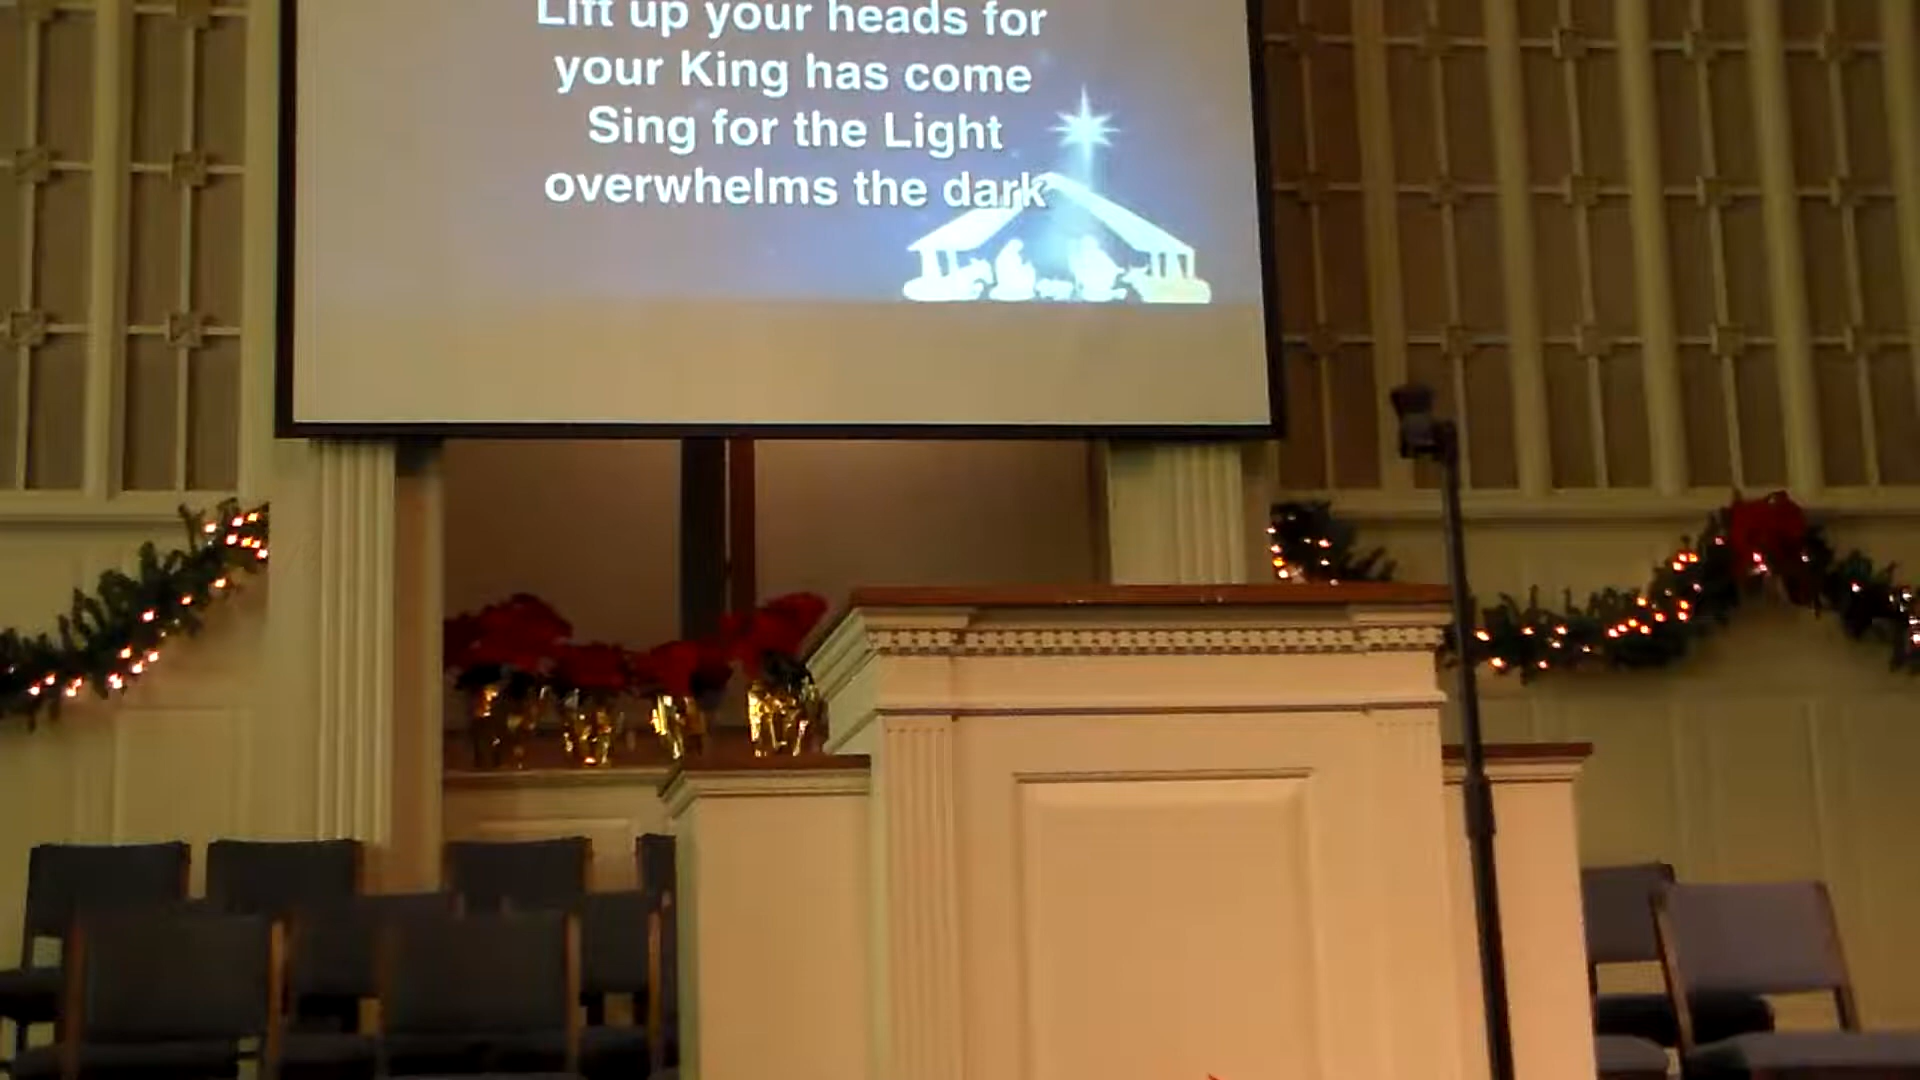 Lift up your heads for
your King has come
Sing for the Light
overwhelms the dark